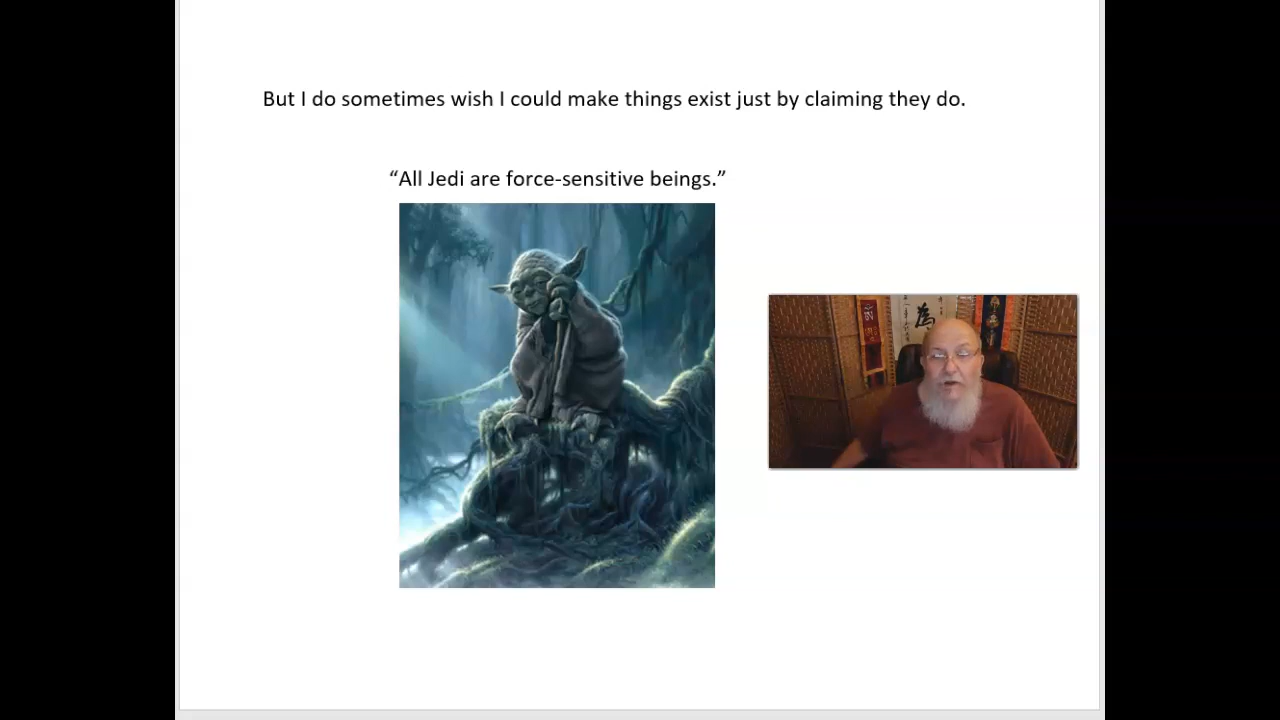 But I do sometimes wish I could make things exist just by claiming they do.
“All Jedi are force-sensitive beings.”
為